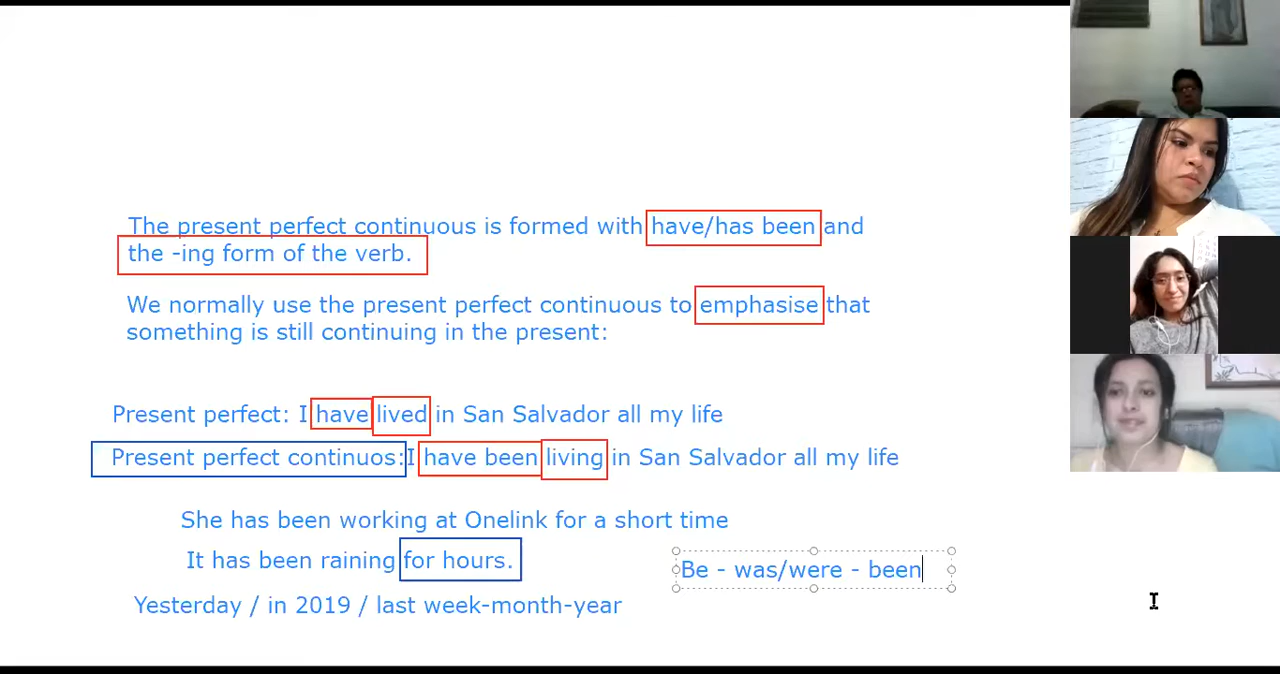 The present perfect continuous is formed with have/has been and
the -ing form of the verb.
We normally use the present perfect continuous to emphasise that
something is still continuing in the present:
Present perfect: I have lived in San Salvador all my life
Present perfect continuos: I have been living in San Salvador all my life
She has been working at Onelink for a short time
It has been raining for hours.
Be - was/were - been
Yesterday / in 2019 / last week-month-year